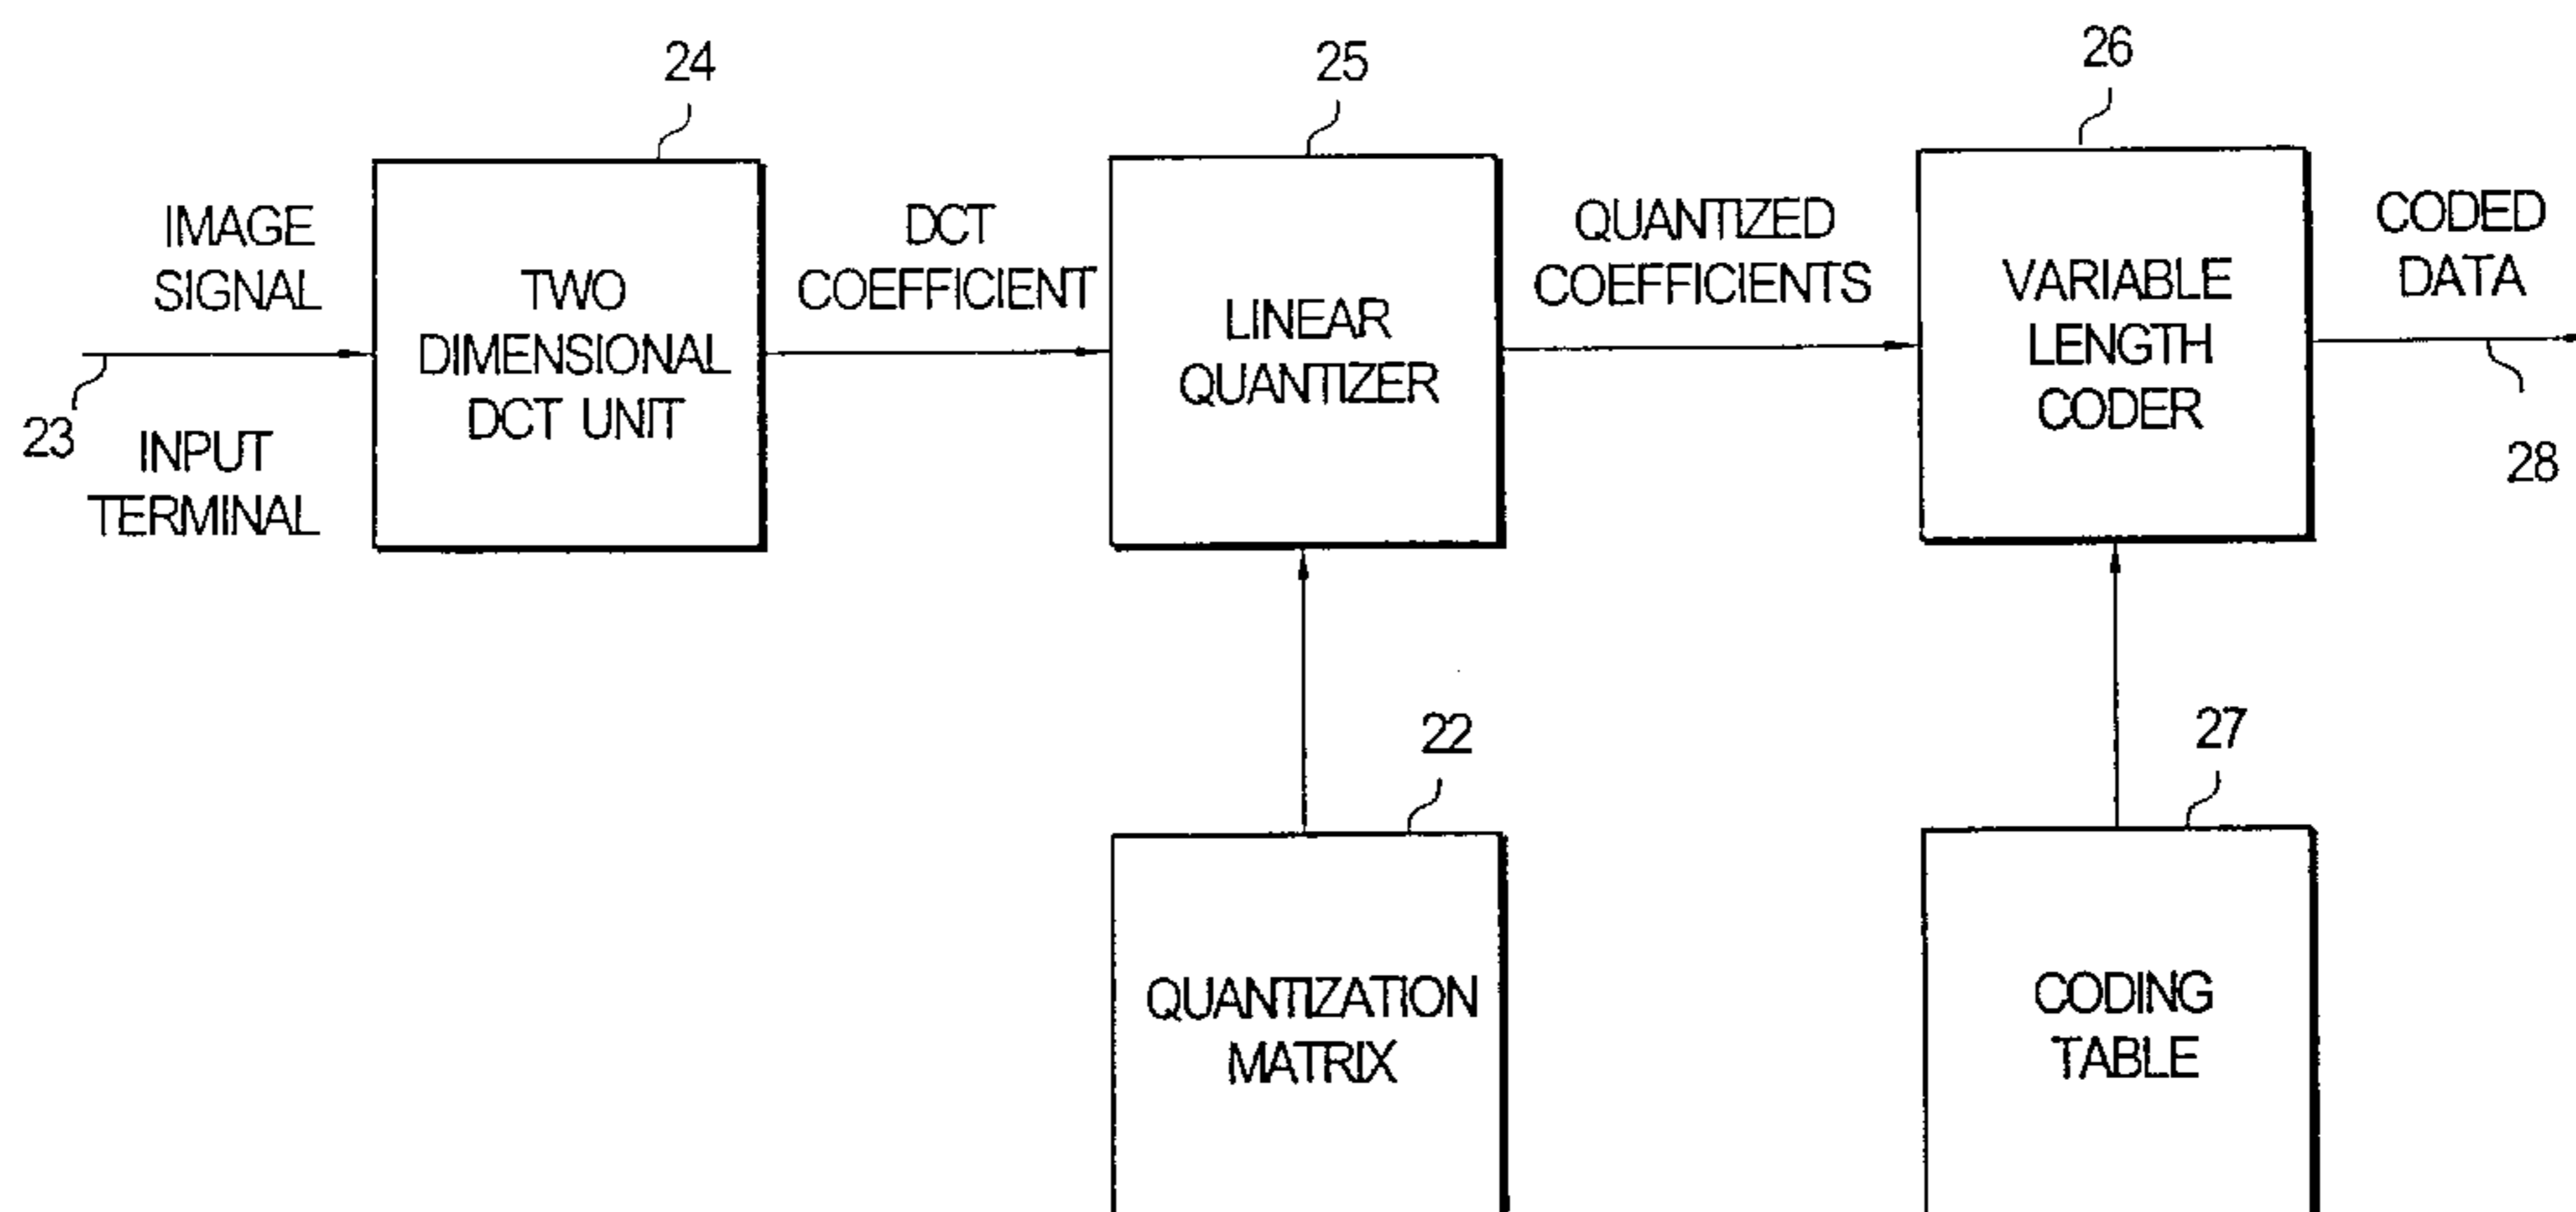 24
25
26
IMAGE
SIGNAL
TWO
DIMENSIONAL
DCT UNIT
DCT
COEFFICIENT
LINEAR
QUANTIZER
QUANTIZED
COEFFICIENTS
VARIABLE
LENGTH
CODER
CODED
DATA
23
INPUT
TERMINAL
28
22
27
QUANTIZATION
MATRIX
CODING
TABLE